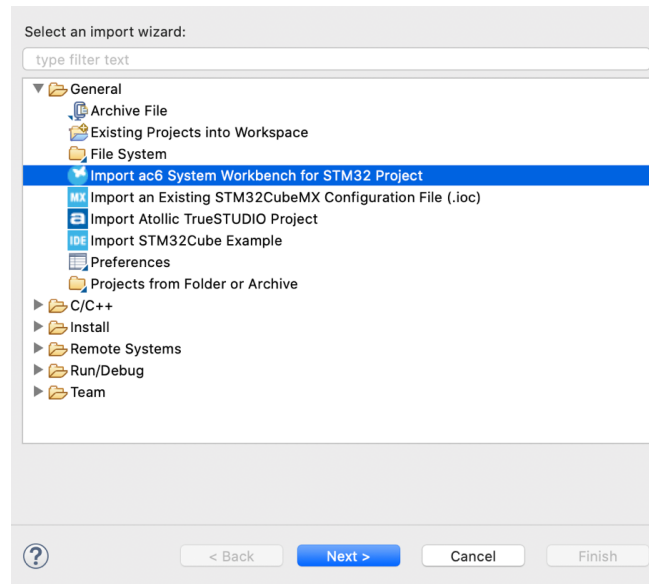 Select an import wizard:
type filter text
General
Archive File
Existing Projects into Workspace
File System
Import ac6 System Workbench for STM32 Project
MX Import an Existing STM32CubeMX Configuration File (.ioc)
a Import Atollic TrueSTUDIO Project
IDE Import STM32Cube Example
Preferences
Projects from Folder or Archive
C/C++
Install
Remote Systems
Run/Debug
Team
? < Back Next > Cancel Finish